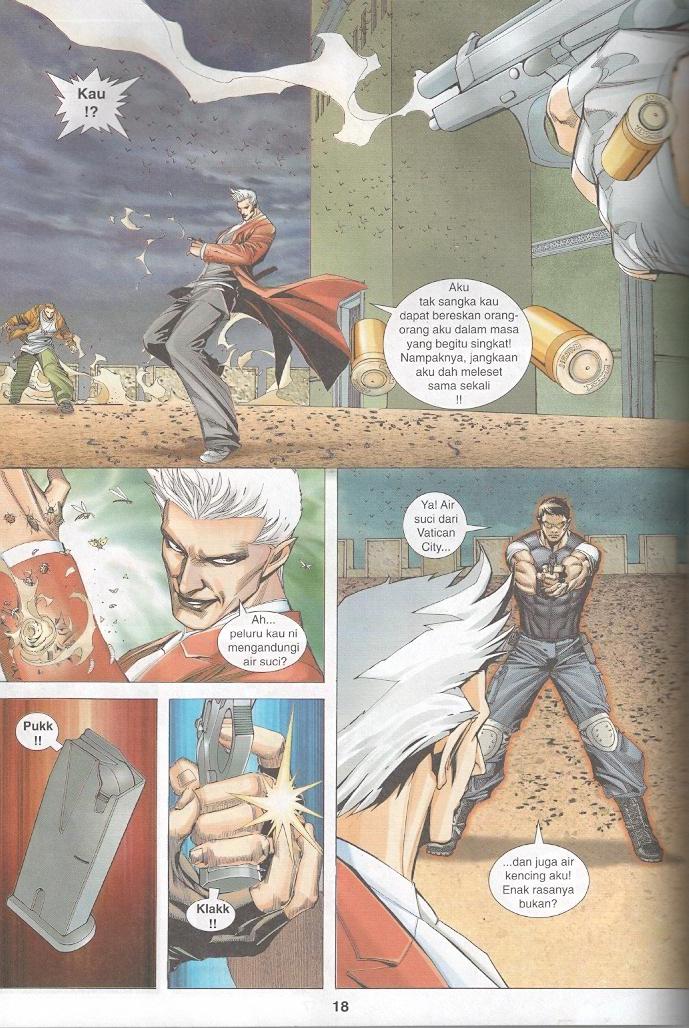 Kau
!?
Aku
tak sangka kau
dapat bereskan orang-
orang aku dalam masa
yang begitu singkat!
Nampaknya, jangkaan
aku dah meleset
sama sekali
!!
Ah...
peluru kau ni
mengandungi
air suci?
Ya! Air
suci dari
Vatican
City...
Pukk
!!
Klakk
!!
...dan juga air
kencing aku!
Enak rasanya
bukan?
18